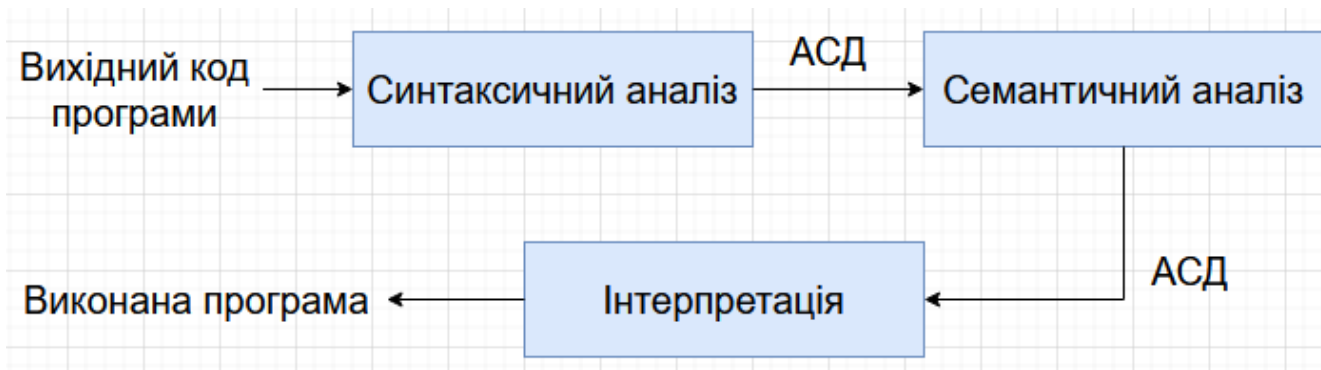 Вихідний код
програми
Синтаксичний аналіз
АСД
Семантичний аналіз
АСД
Інтерпретація
Виконана програма